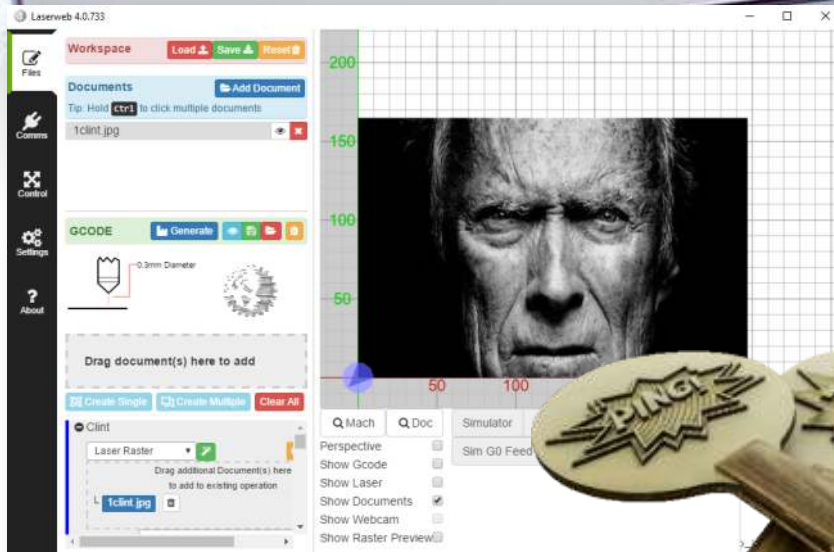 Laserweb 4.0.733
Files
Comms
Control
Settings
? About
Workspace
Load Save Reset
Documents
Add Document
Tip: Hold Ctrl to click multiple documents
1clint.jpg
GCODE
Generate
0.3mm Diameter
Drag document(s) here to add
Create Single Create Multiple Clear All
Clint
Laser Raster
Drag additional Document(s) here
to add to existing operation
1clint.jpg
200
150
100
50
50 100
Mach Doc Simulator
Perspective
Sim G0 Feed
Show Gcode
Show Laser
Show Documents
Show Webcam
Show Raster Preview
PING!